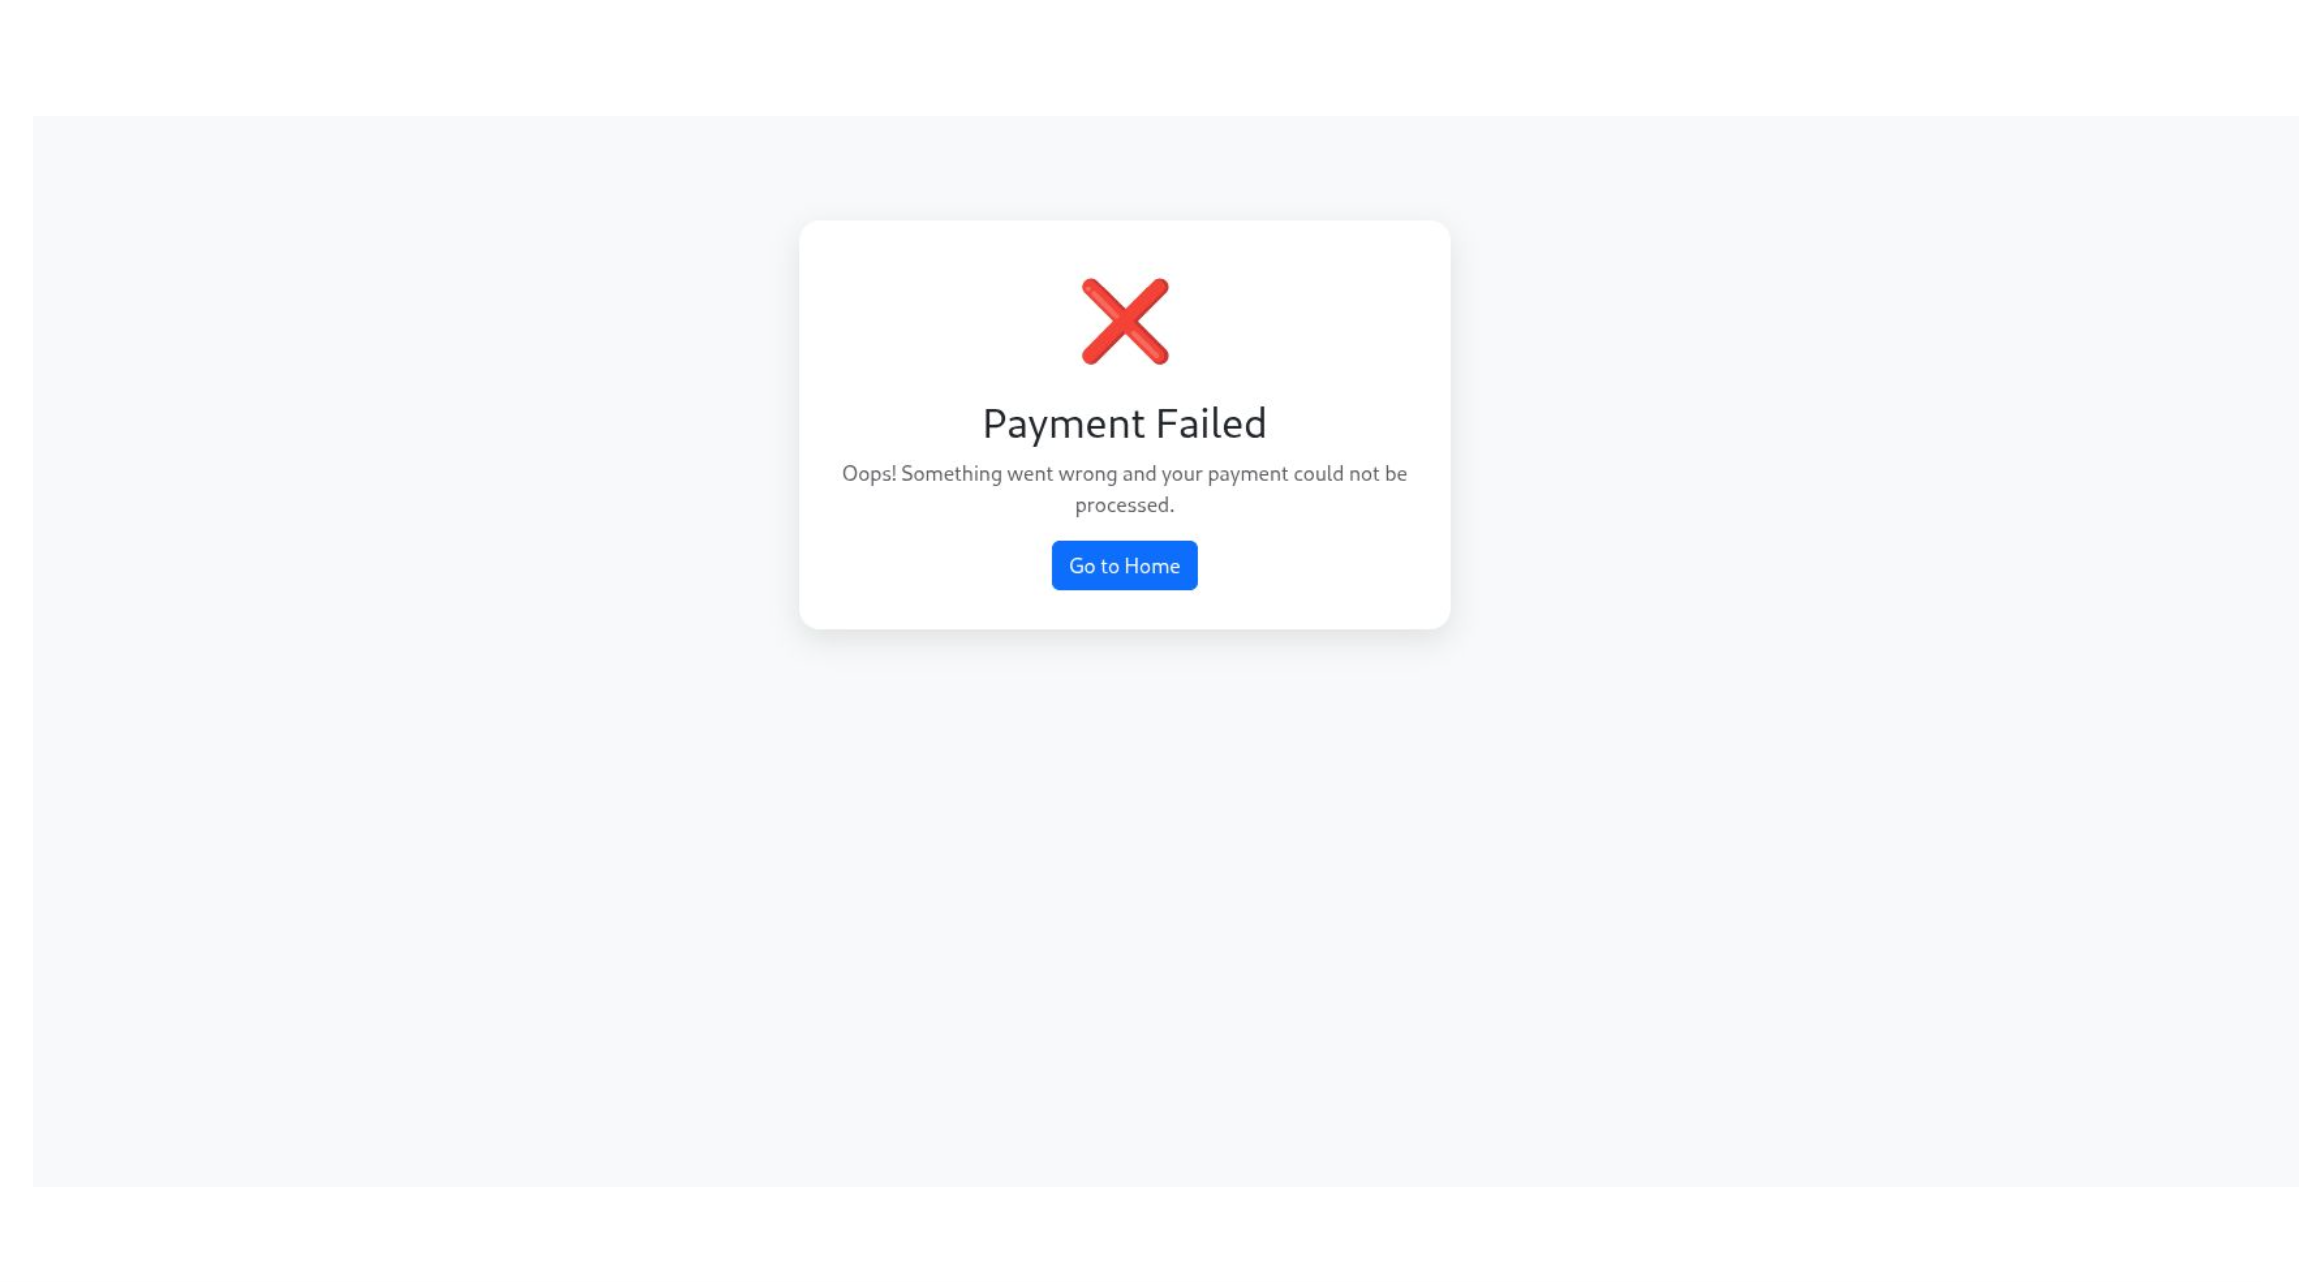 Payment Failed
Oops! Something went wrong and your payment could not be
processed.
Go to Home